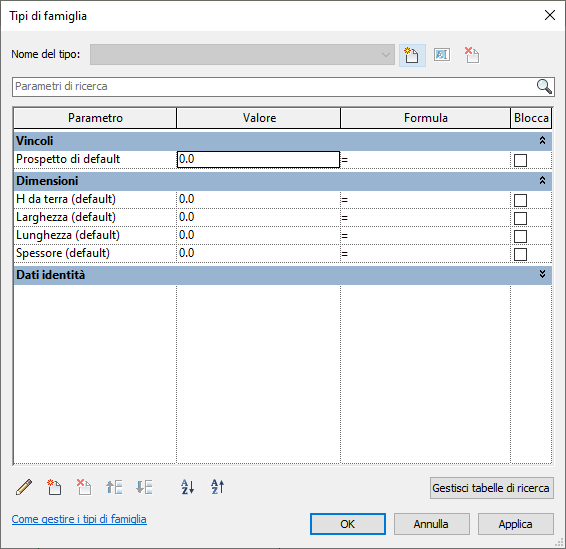 Tipi di famiglia
Nome del tipo:
Parametri di ricerca
Parametro Valore Formula Blocca
Vincoli
Prospetto di default 0.0 =
Dimensioni
H da terra (default) 0.0 =
Larghezza (default) 0.0 =
Lunghezza (default) 0.0 =
Spessore (default) 0.0 =
Dati identità
Gestisci tabelle di ricerca
Come gestire i tipi di famiglia
OK Annulla Applica